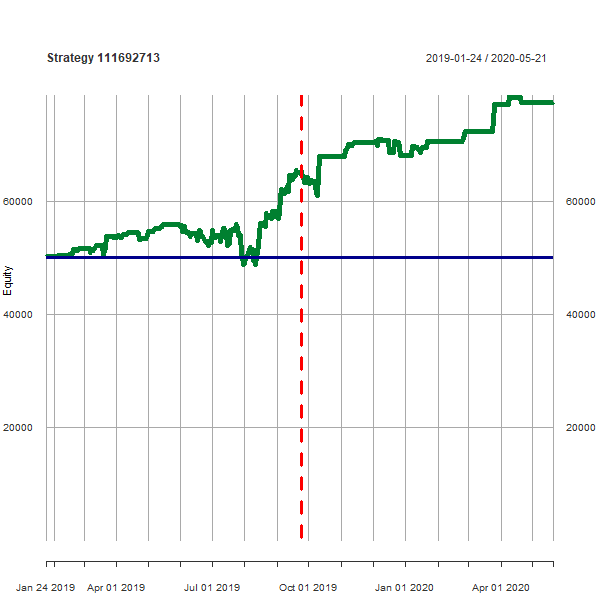 Strategy 111692713 2019-01-24 / 2020-05-21
60000 60000
Equity
40000 40000
20000 20000
Jan 24 2019 Apr 01 2019 Jul 01 2019 Oct 01 2019 Jan 01 2020 Apr 01 2020